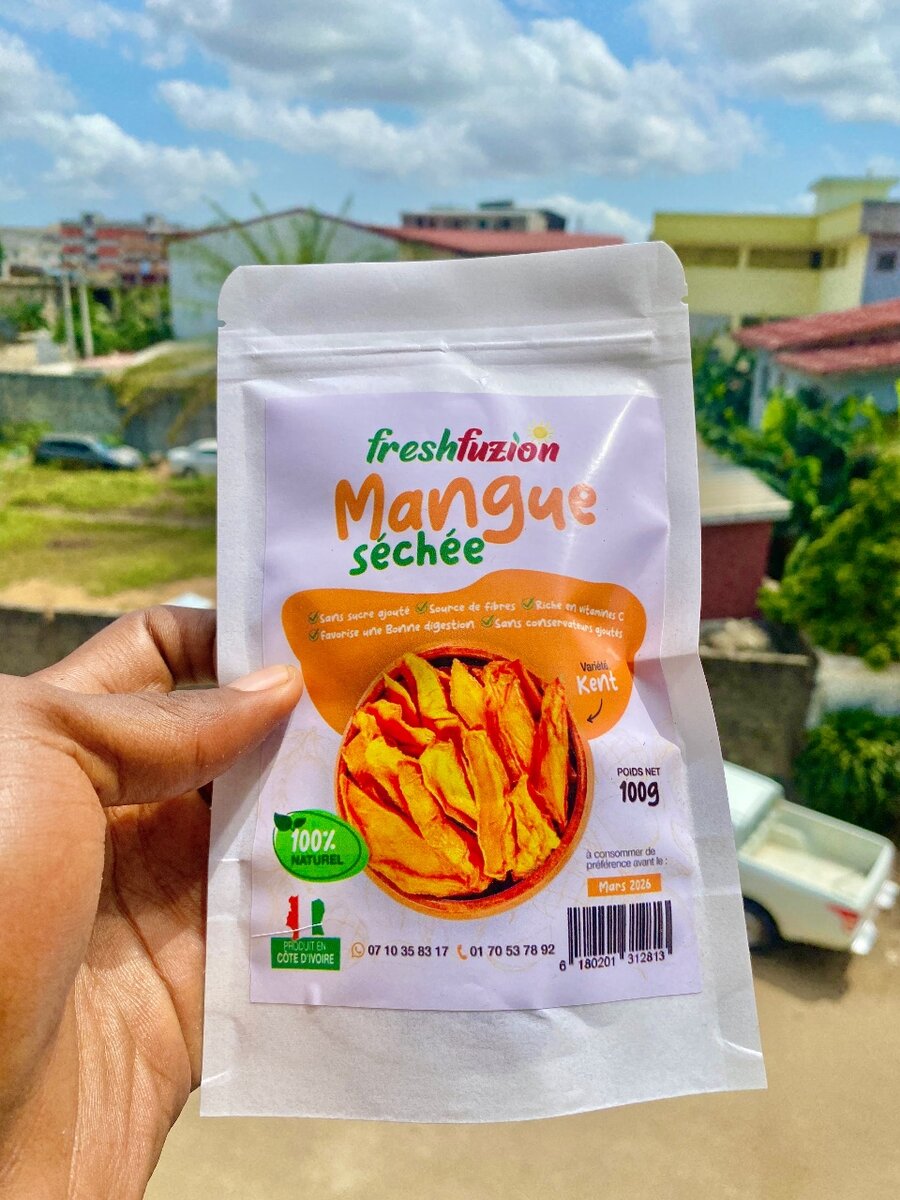 freshfuzion
Mangue
séchée
Sans sucre ajouté Source de fibres Riche en vitamines C
Favorise une Bonne digestion Sans conservateurs ajoutés
Variété
Kent
POIDS NET
100g
100%
NATUREL
à consommer de
préférence avant le :
Mars 2026
PRODUIT EN
CÔTE D'IVOIRE
07 10 35 83 17 01 70 53 78 92
6 180201 312813